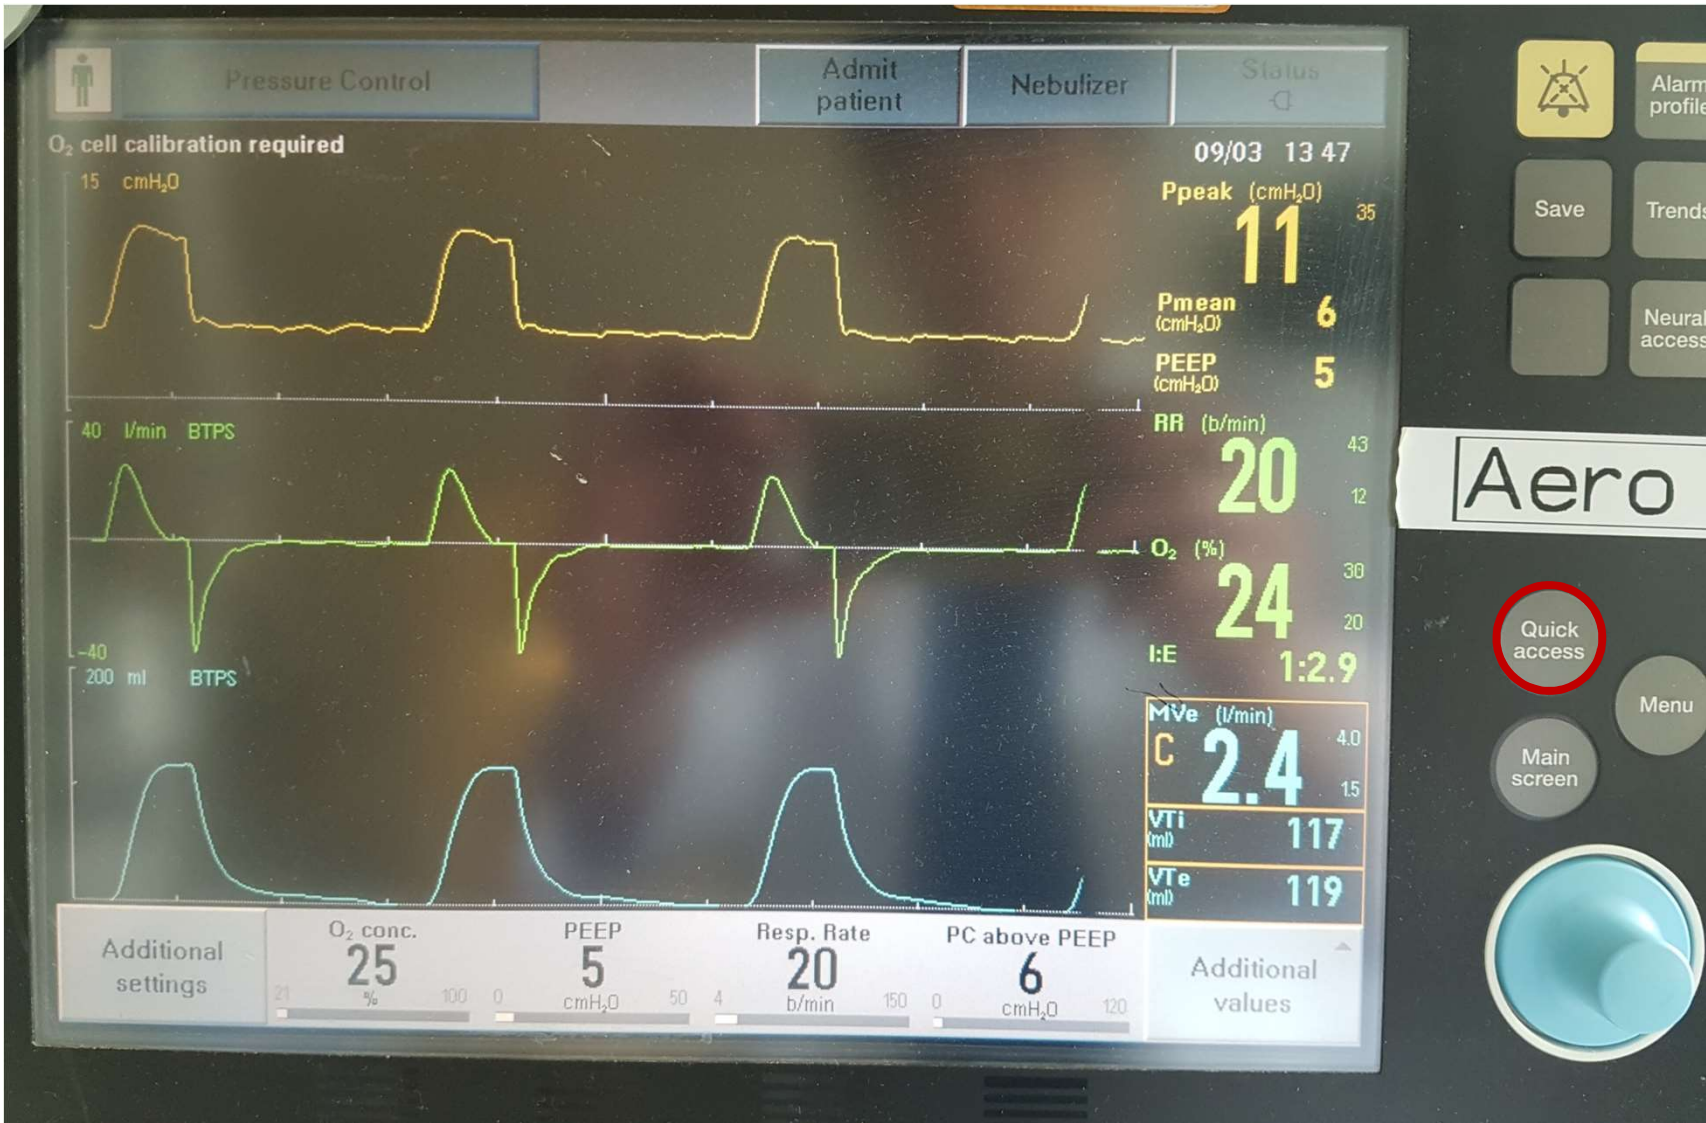 Pressure Control
Admit
patient
Nebulizer
Status
Alarm
profile
O₂ cell calibration required
09/03 13 47
15 cmH₂O
Ppeak (cmH₂O)
11
35
Save
Trends
Pmean
(cmH₂O)
6
Neural
access
PEEP
(cmH₂O)
5
40 l/min BTPS
-40
RR (b/min)
20
43
12
Aero
O₂ (%)
24
30
20
I:E
1:2.9
Quick
access
200 ml BTPS
MVe (l/min)
C
2.4
4.0
1.5
Menu
Main
screen
VTi
(ml)
117
VTe
(ml)
119
Additional
settings
O₂ conc.
25
21 % 100
PEEP
5
0 cmH₂O 50
Resp. Rate
20
4 b/min 150
PC above PEEP
6
0 cmH₂O 120
Additional
values